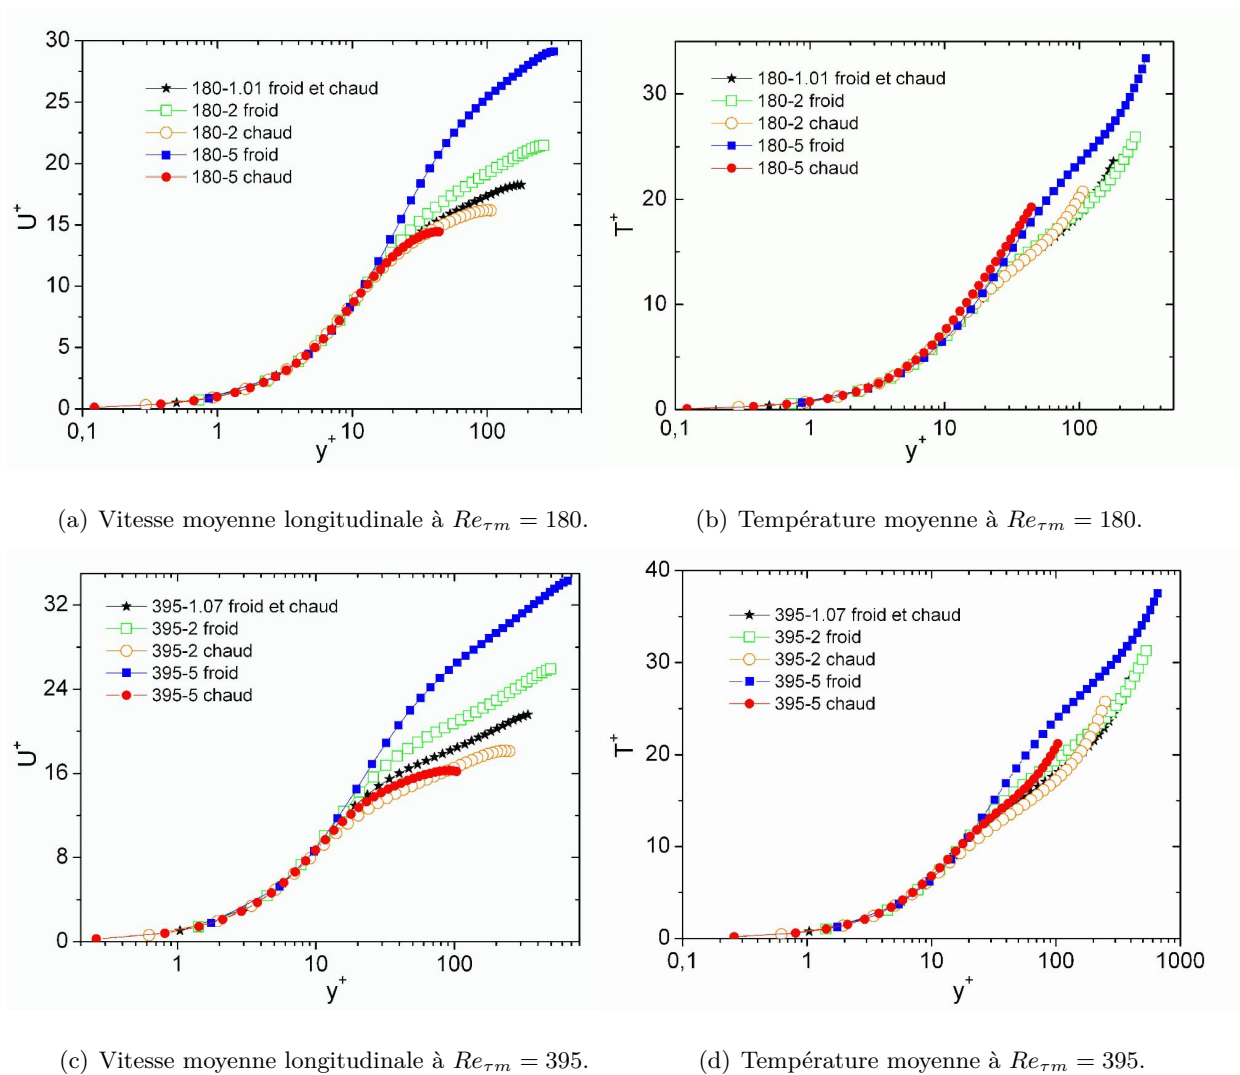 30
25
20
15
10
5
0
U+
0,1
1
10
100
y+
180-1.01 froid et chaud
180-2 froid
180-2 chaud
180-5 froid
180-5 chaud
30
20
10
0
T+
0,1
1
10
100
y+
180-1.01 froid et chaud
180-2 froid
180-2 chaud
180-5 froid
180-5 chaud
(a) Vitesse moyenne longitudinale à Reτm = 180.
(b) Température moyenne à Reτm = 180.
32
24
16
8
0
U+
1
10
100
y+
395-1.07 froid et chaud
395-2 froid
395-2 chaud
395-5 froid
395-5 chaud
40
30
20
10
0
T+
0,1
1
10
100
1000
y+
395-1.07 froid et chaud
395-2 froid
395-2 chaud
395-5 froid
395-5 chaud
(c) Vitesse moyenne longitudinale à Reτm = 395.
(d) Température moyenne à Reτm = 395.